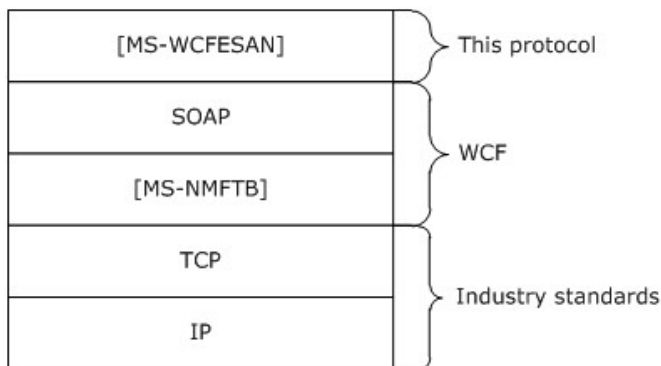 [MS-WCFESAN]
This protocol
SOAP
WCF
[MS-NMFTB]
TCP
Industry standards
IP